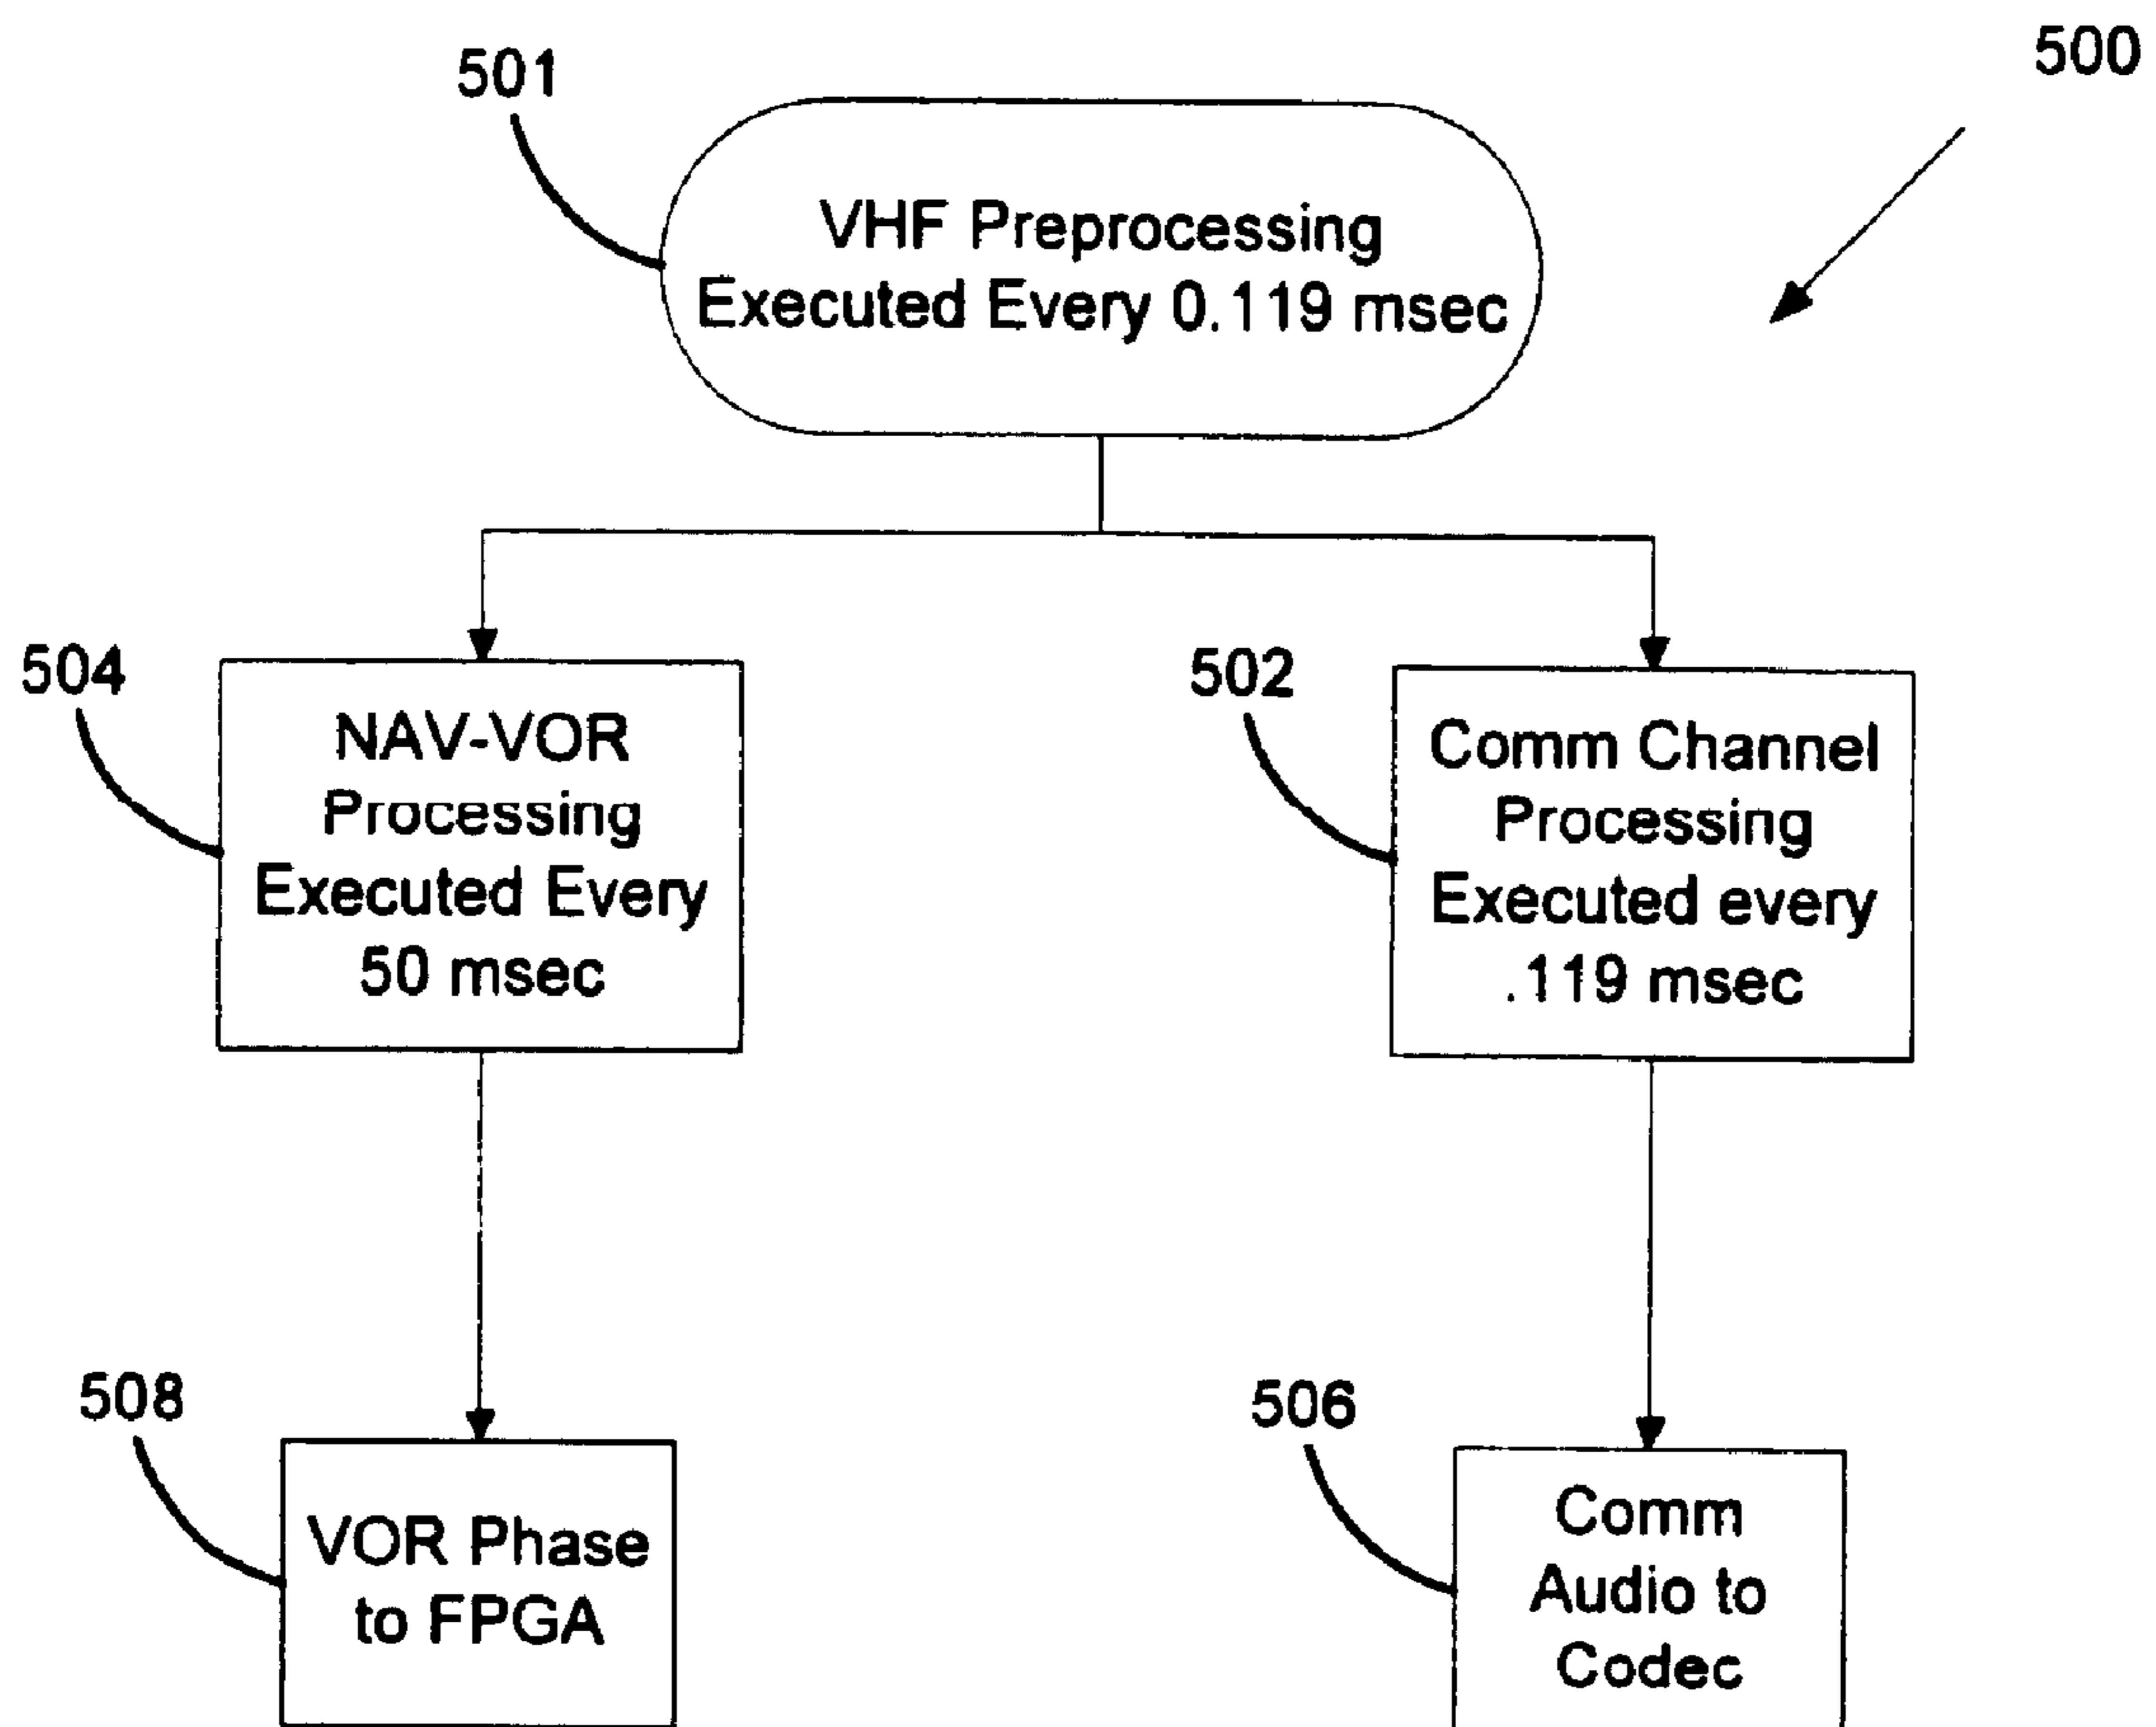 500
501
VHF Preprocessing
Executed Every 0.119 msec
504
NAV-VOR
Processing
Executed Every
50 msec
502
Comm Channel
Processing
Executed every
.119 msec
508
VOR Phase
to FPGA
506
Comm
Audio to
Codec